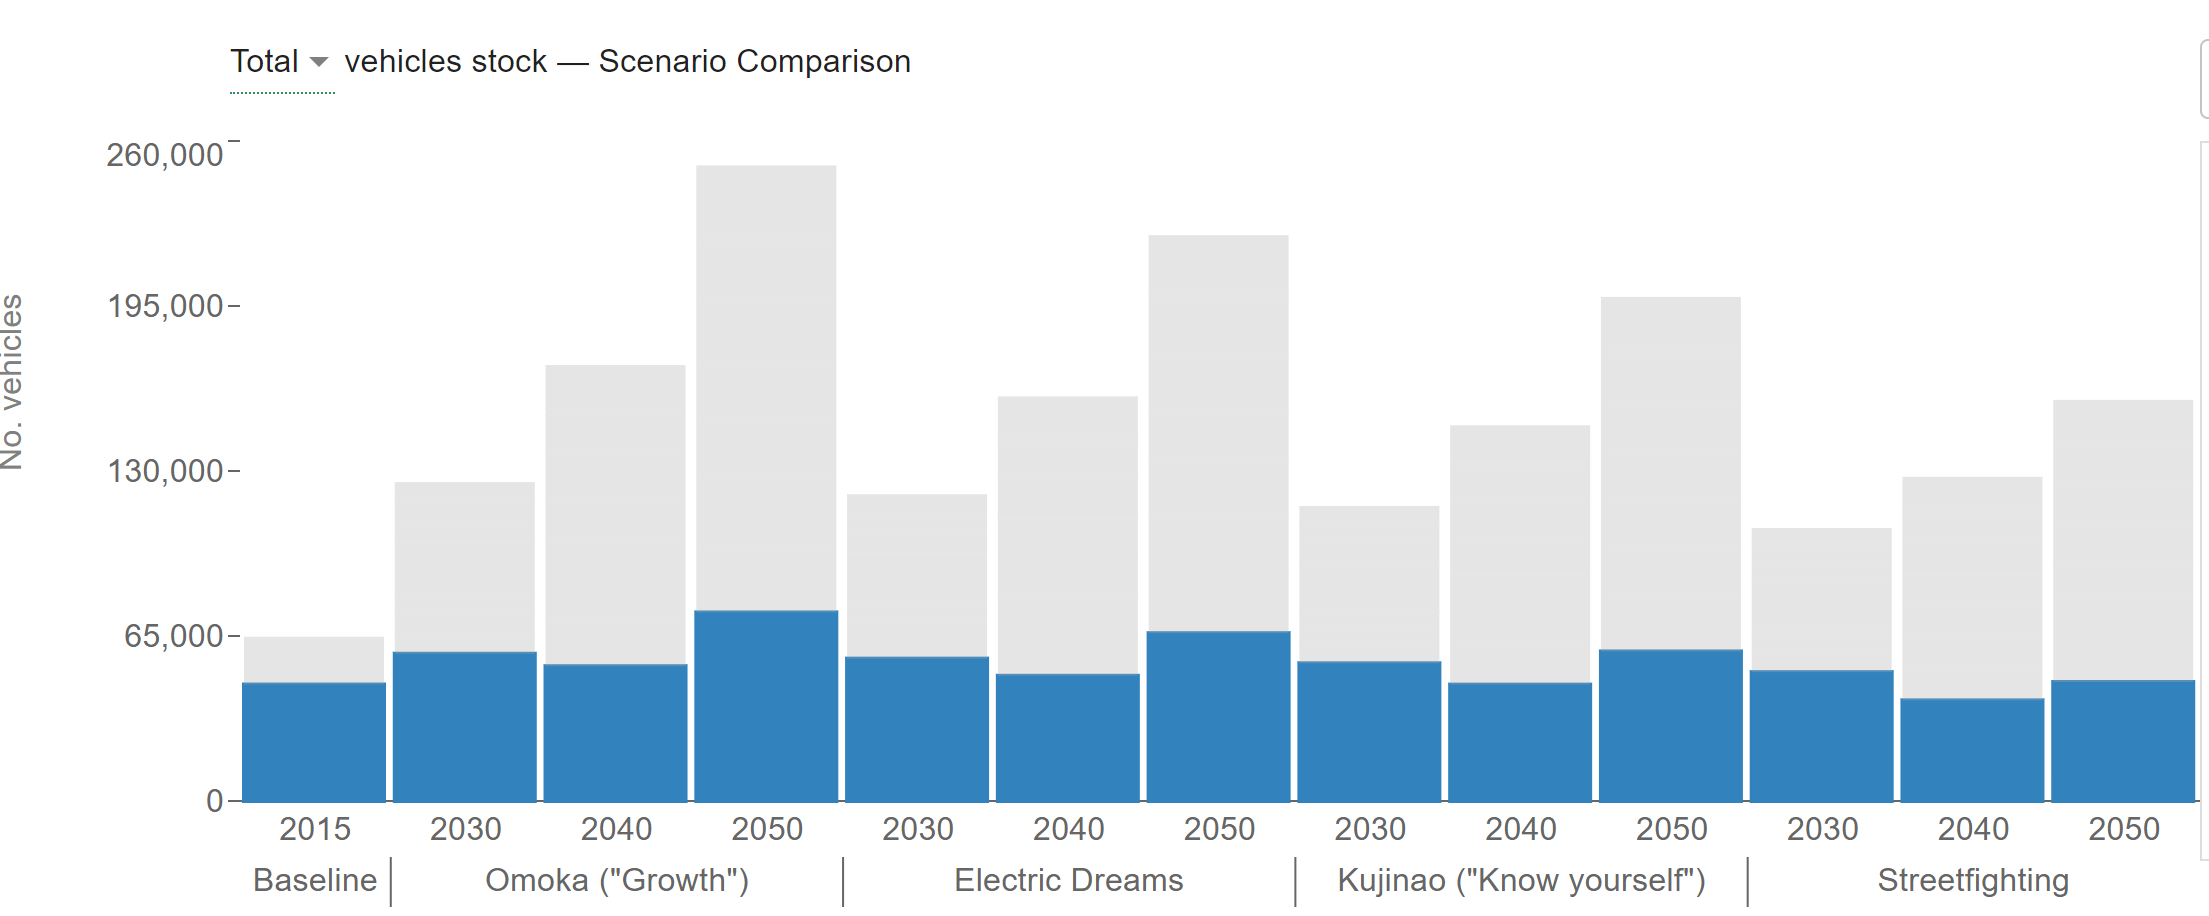 Total vehicles stock — Scenario Comparison
No. vehicles
260,000
195,000
130,000
65,000
0
2015 2030 2040 2050 2030 2040 2050 2030 2040 2050 2030 2040 2050
Baseline Omoka ("Growth") Electric Dreams Kujinao ("Know yourself") Streetfighting